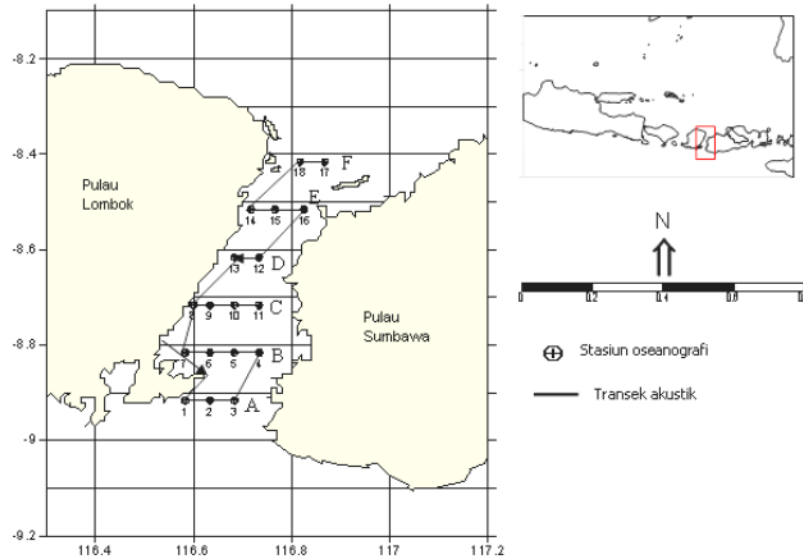 -8.2
-8.4
-8.6
-8.8
-9
-9.2
116.4
116.6
116.8
117
117.2
Pulau
Lombok
Pulau
Sumbawa
18 17 F
E
14 15 16
13 12 D
8 9 10 11 C
7 6 5 4 B
1 2 3 A
N
0 0.2 0.4 0.6 0.8
Stasiun oseanografi
Transek akustik